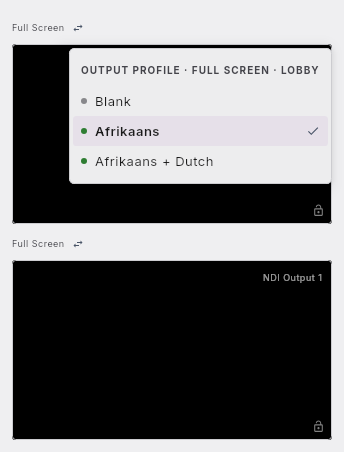 Full Screen
OUTPUT PROFILE · FULL SCREEN · LOBBY
Blank
Afrikaans
Afrikaans + Dutch
Full Screen
NDI Output 1